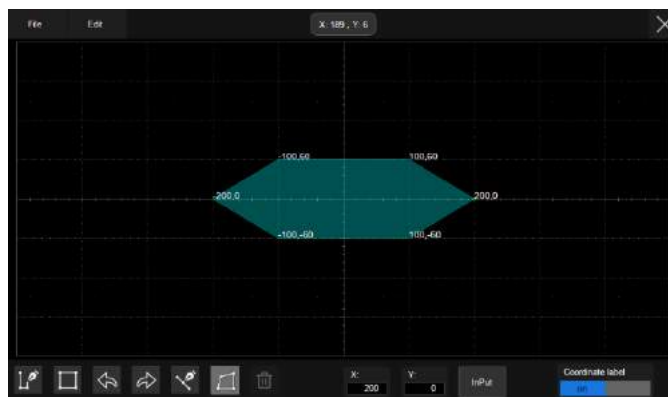 File Edit X: 189 , Y: 6
-100,60 100,60
-200,0 200,0
-100,-60 100,-60
X: Y: Coordinate label
200 0 InPut on